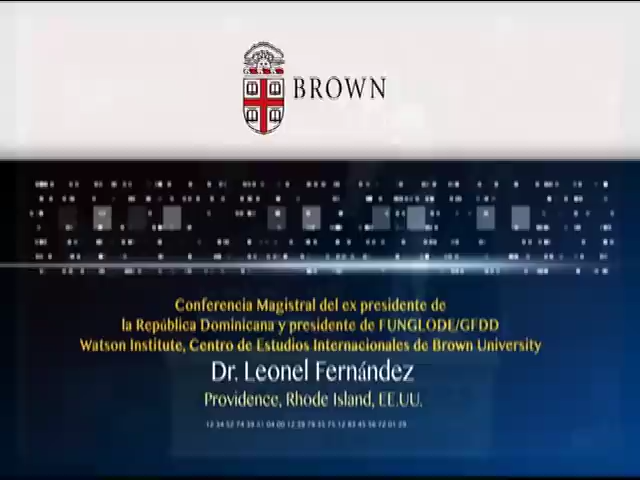 BROWN
Conferencia Magistral del ex presidente de
la República Dominicana y presidente de FUNGLODE/GFDD
Watson Institute, Centro de Estudios Internacionales de Brown University
Dr. Leonel Fernández
Providence, Rhode Island, EE.UU.